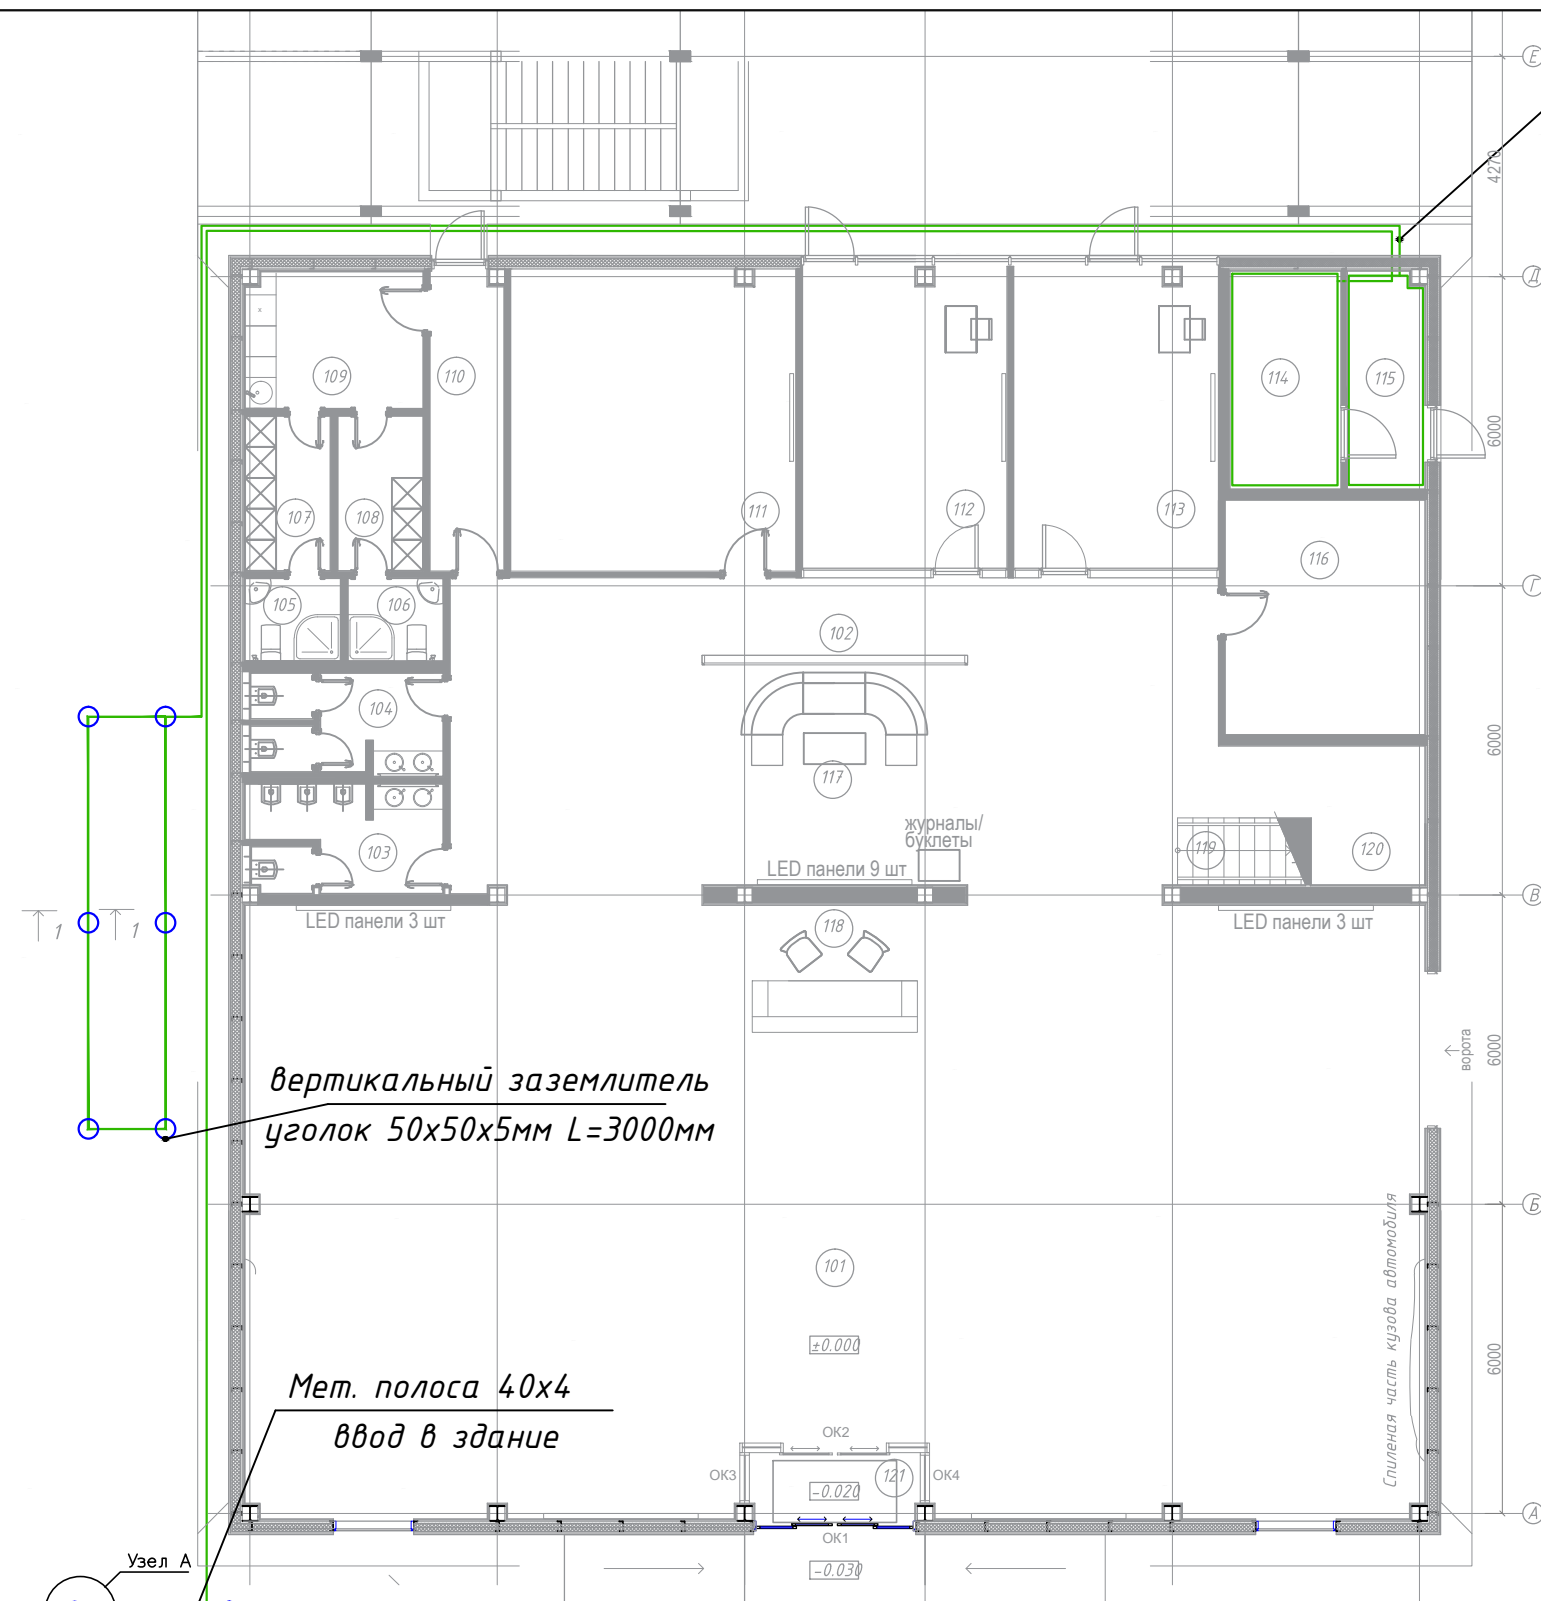 Е
4270
Д
109
110
114
115
6000
107
108
111
112
113
116
105
106
Г
102
104
6000
117
журналы/
буклеты
103
119
120
LED панели 9 шт
В
1
1
LED панели 3 шт
118
LED панели 3 шт
ворота
6000
вертикальный заземлитель
уголок 50х50х5мм L=3000мм
Б
Спиленая часть кузова автомобиля
101
±0.000
6000
Мет. полоса 40х4
ввод в здание
ОК2
ОК3
121
ОК4
-0.020
А
ОК1
Узел А
-0.030